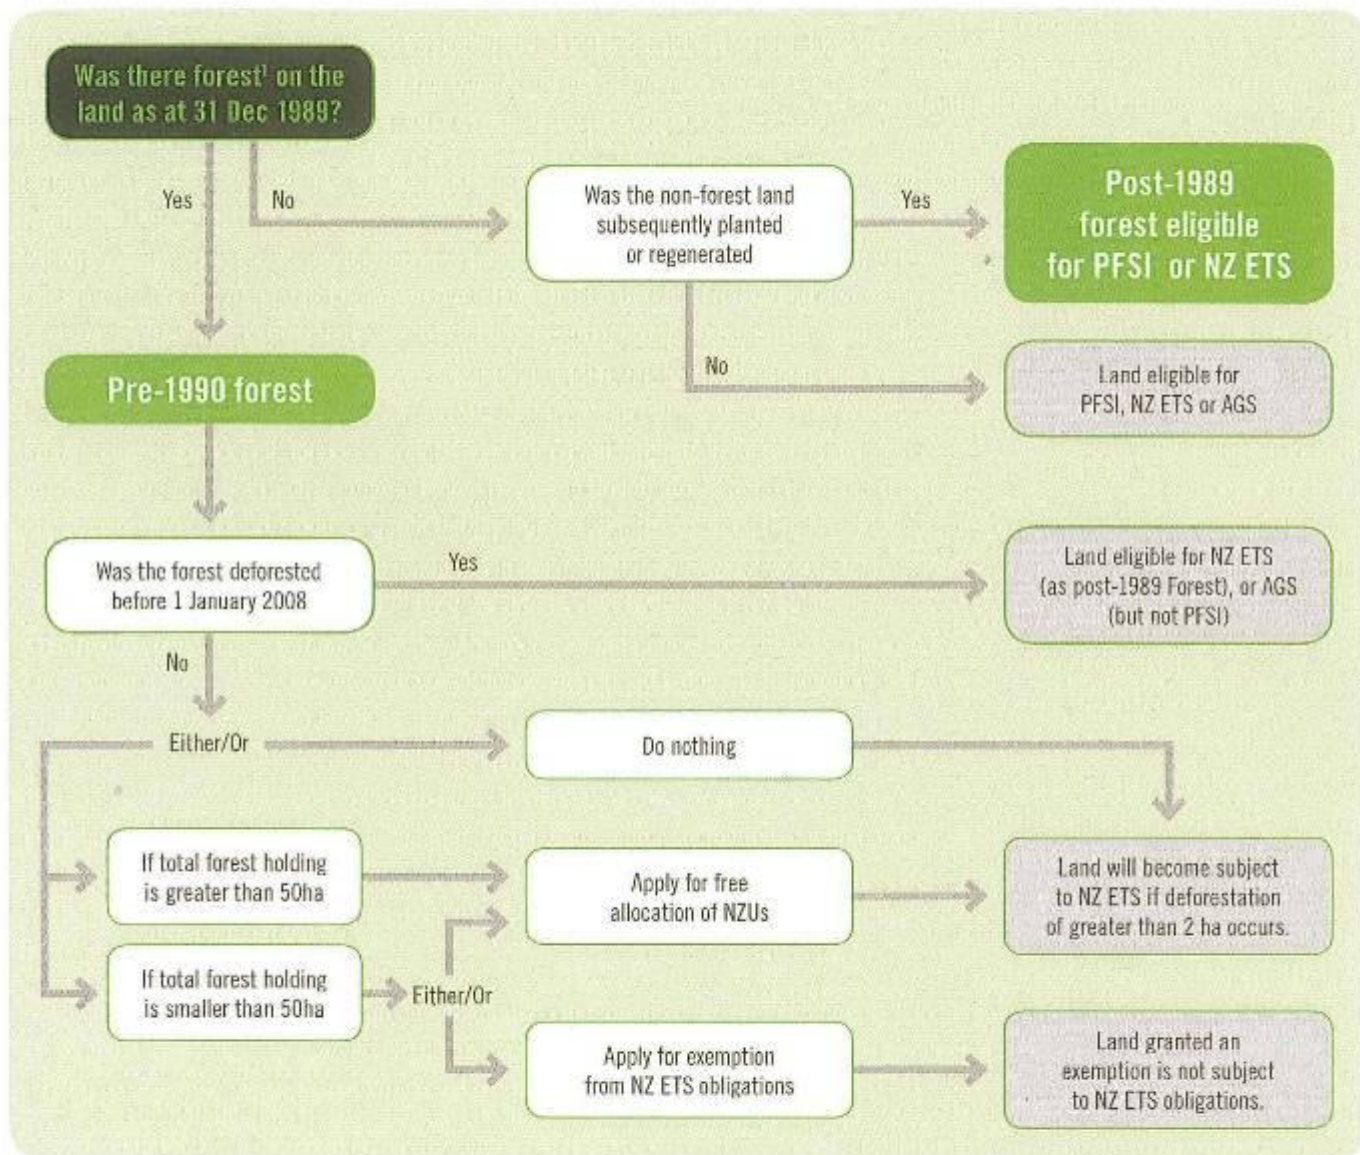 Was there forest¹ on the
land as at 31 Dec 1989?
Yes
No
Was the non-forest land
subsequently planted
or regenerated
Yes
Post-1989
forest eligible
for PFSI or NZ ETS
No
Land eligible for
PFSI, NZ ETS or AGS
Pre-1990 forest
Was the forest deforested
before 1 January 2008
Yes
Land eligible for NZ ETS
(as post-1989 Forest), or AGS
(but not PFSI)
No
Either/Or
Do nothing
If total forest holding
is greater than 50ha
Apply for free
allocation of NZUs
Land will become subject
to NZ ETS if deforestation
of greater than 2 ha occurs.
If total forest holding
is smaller than 50ha
Either/Or
Apply for exemption
from NZ ETS obligations
Land granted an
exemption is not subject
to NZ ETS obligations.